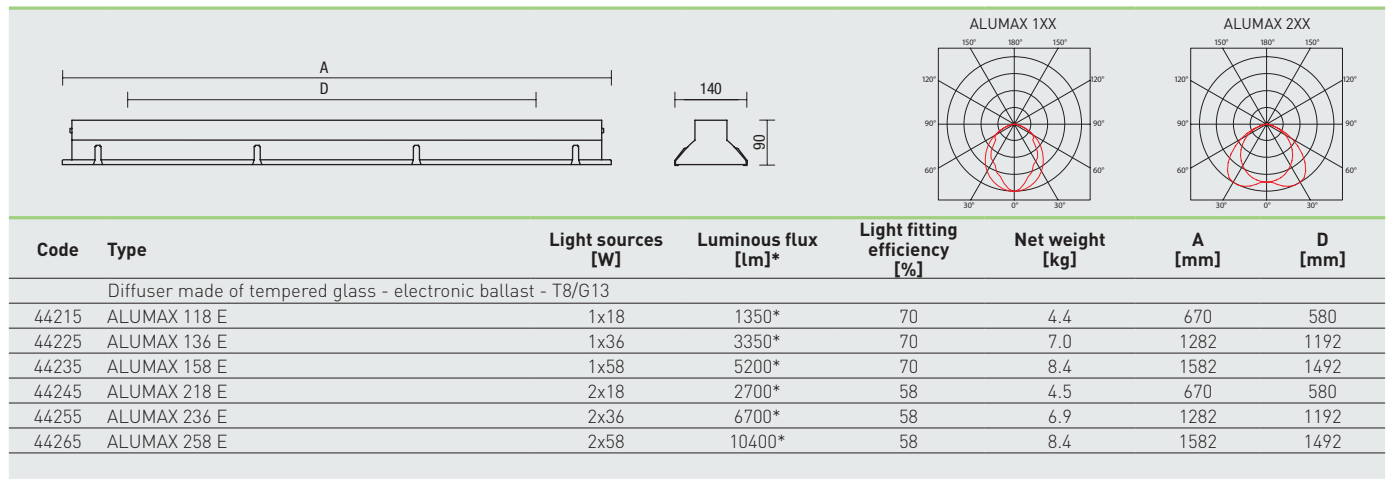 ALUMAX 1XX
150° 180° 150°
120°
90° 90°
60° 60°
30° 0° 30°
ALUMAX 2XX
150° 180° 150°
120° 120°
90° 90°
60° 60°
30° 0° 30°
A
D
140
90
Code Type Light sources [W] Luminous flux [lm]* Light fitting efficiency [%] Net weight [kg] A [mm] D [mm]
Diffuser made of tempered glass - electronic ballast - T8/G13
44215 ALUMAX 118 E 1x18 1350* 70 4.4 670 580
44225 ALUMAX 136 E 1x36 3350* 70 7.0 1282 1192
44235 ALUMAX 158 E 1x58 5200* 70 8.4 1582 1492
44245 ALUMAX 218 E 2x18 2700* 58 4.5 670 580
44255 ALUMAX 236 E 2x36 6700* 58 6.9 1282 1192
44265 ALUMAX 258 E 2x58 10400* 58 8.4 1582 1492